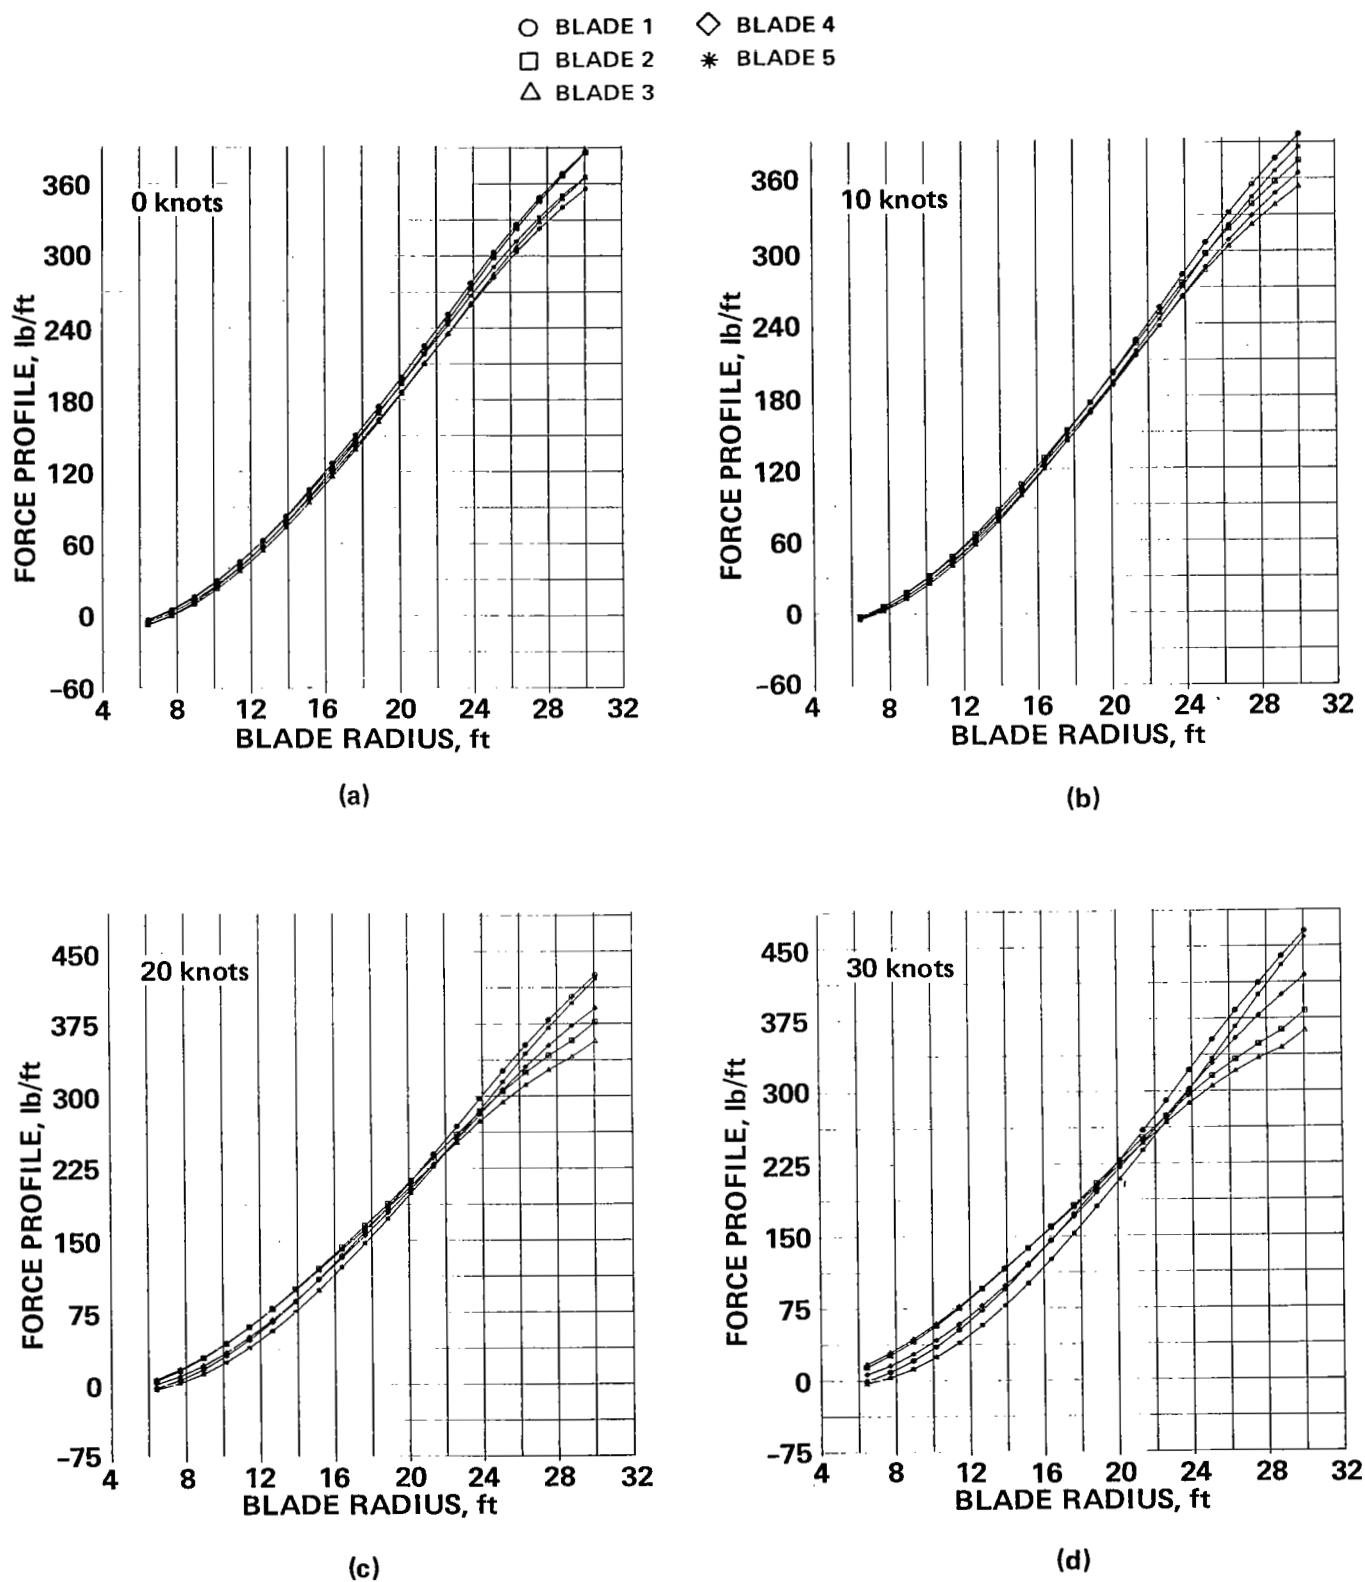 BLADE 1
BLADE 4
BLADE 2
BLADE 5
BLADE 3
0 knots
FORCE PROFILE, lb/ft
360
300
240
180
120
60
0
–60
4 8 12 16 20 24 28 32
BLADE RADIUS, ft
(a)
10 knots
FORCE PROFILE, lb/ft
360
300
240
180
120
60
0
–60
4 8 12 16 20 24 28 32
BLADE RADIUS, ft
(b)
20 knots
FORCE PROFILE, lb/ft
450
375
300
225
150
75
0
–75
4 8 12 16 20 24 28 32
BLADE RADIUS, ft
(c)
30 knots
FORCE PROFILE, lb/ft
450
375
300
225
150
75
0
–75
4 8 12 16 20 24 28 32
BLADE RADIUS, ft
(d)